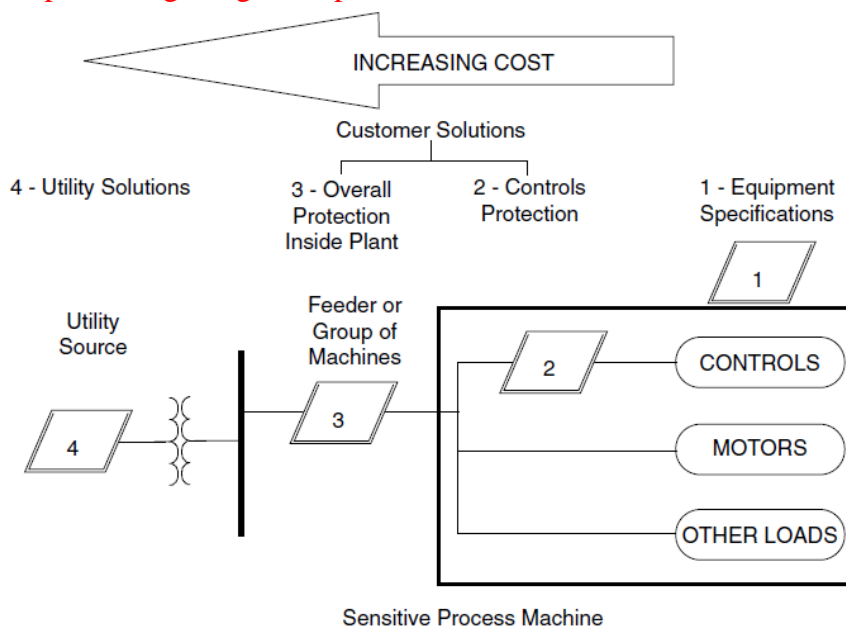 INCREASING COST
Customer Solutions
4 - Utility Solutions
3 - Overall
Protection
Inside Plant
2 - Controls
Protection
1 - Equipment
Specifications
1
Utility
Source
Feeder or
Group of
Machines
2
CONTROLS
4
3
MOTORS
OTHER LOADS
Sensitive Process Machine